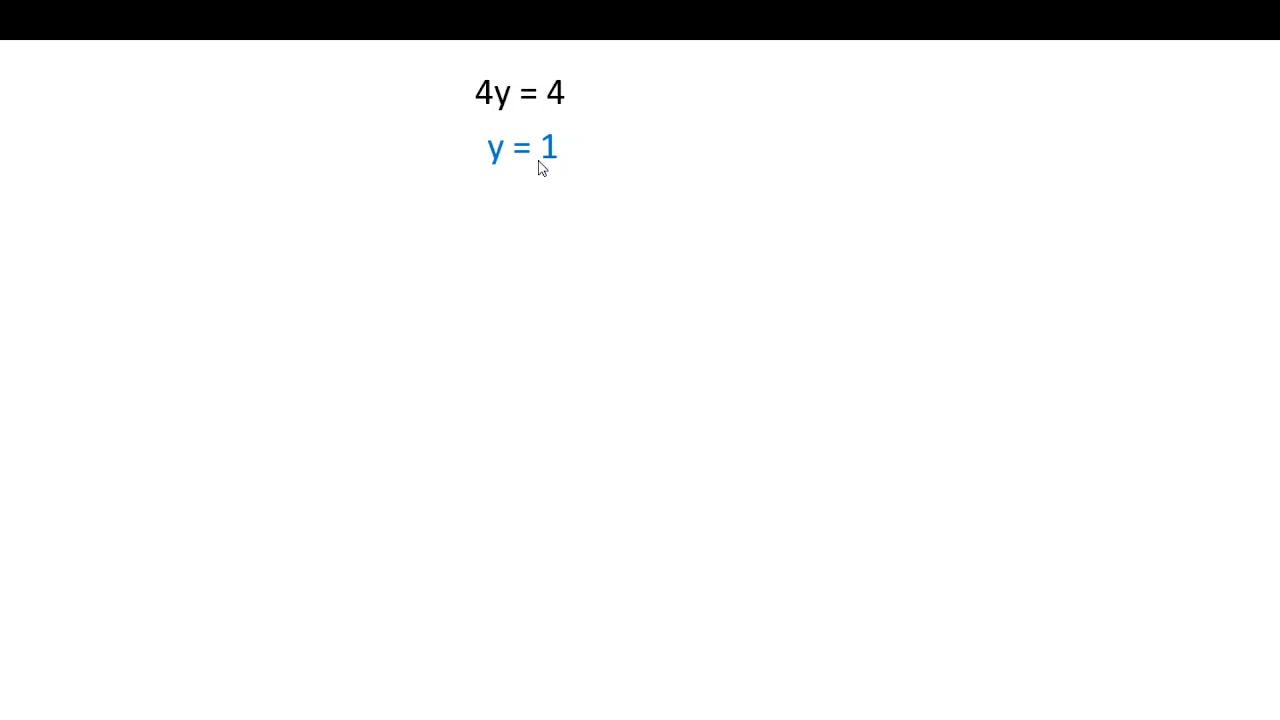 4y = 4
y = 1